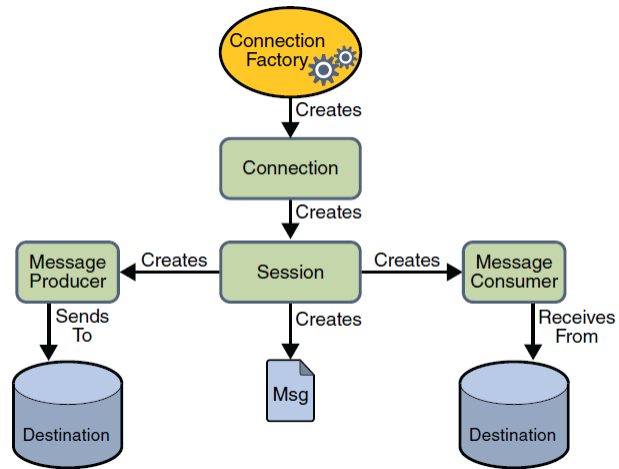 Connection
Factory
Creates
Connection
Creates
Message
Producer
Creates
Session
Creates
Message
Consumer
Sends
To
Creates
Receives
From
Msg
Destination
Destination